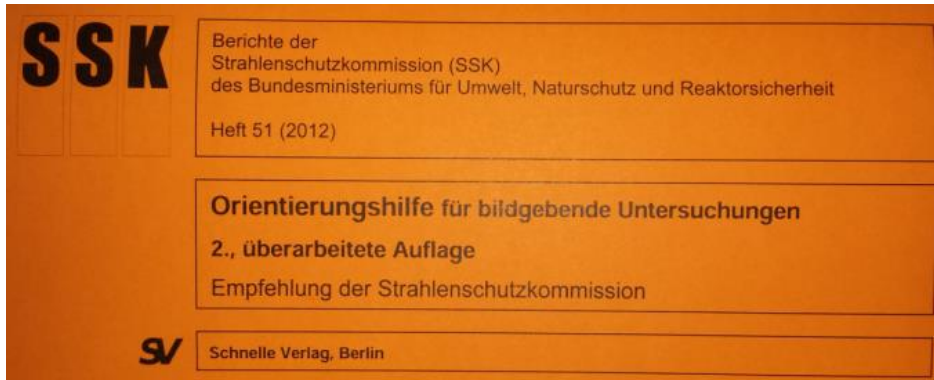 SSK
Berichte der
Strahlenschutzkommission (SSK)
des Bundesministeriums für Umwelt, Naturschutz und Reaktorsicherheit
Heft 51 (2012)
Orientierungshilfe für bildgebende Untersuchungen
2., überarbeitete Auflage
Empfehlung der Strahlenschutzkommission
SV
Schnelle Verlag, Berlin